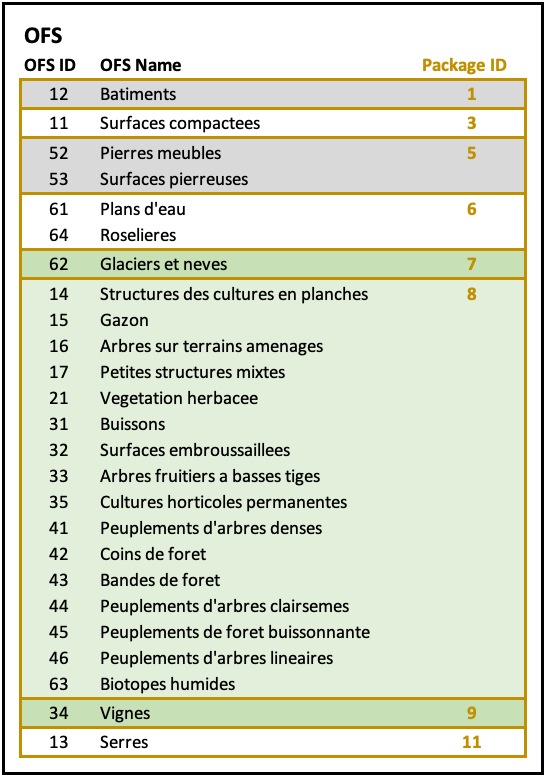 OFS
OFS ID OFS Name Package ID
12 Batiments 1
11 Surfaces compactees 3
52 Pierres meubles 5
53 Surfaces pierreuses
61 Plans d'eau 6
64 Roselieres
62 Glaciers et neves 7
14 Structures des cultures en planches 8
15 Gazon
16 Arbres sur terrains amenages
17 Petites structures mixtes
21 Vegetation herbacee
31 Buissons
32 Surfaces embroussaillees
33 Arbres fruitiers a basses tiges
35 Cultures horticoles permanentes
41 Peuplements d'arbres denses
42 Coins de foret
43 Bandes de foret
44 Peuplements d'arbres clairsemes
45 Peuplements de foret buissonnante
46 Peuplements d'arbres lineaires
63 Biotopes humides
34 Vignes 9
13 Serres 11